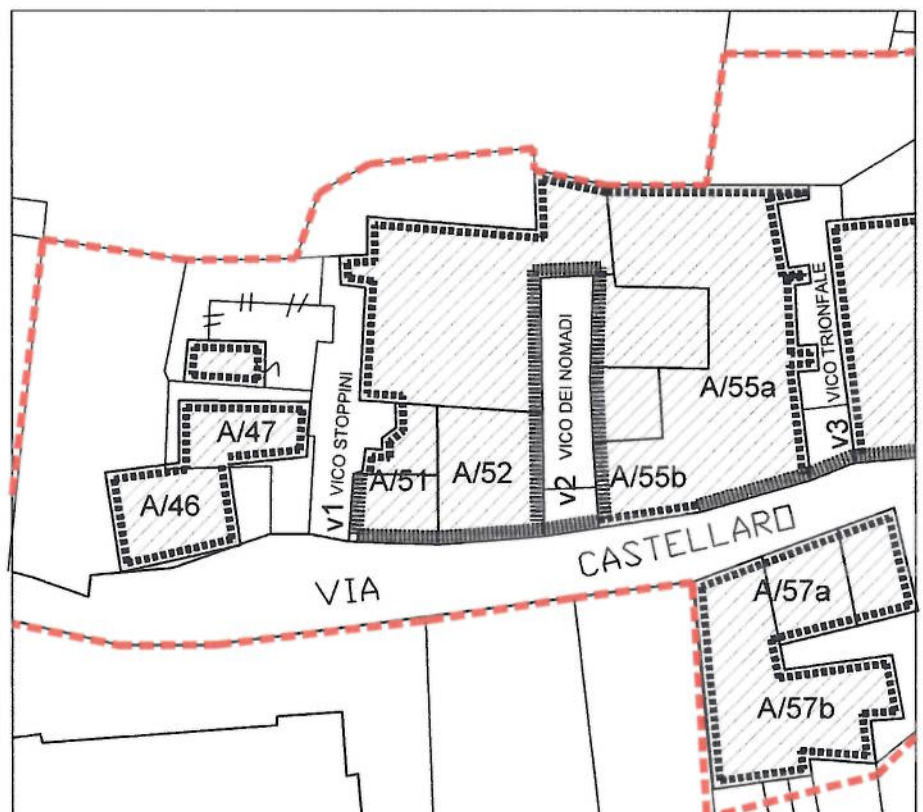 VICO TRIONFALE
v3
VICO DEI NOMADI
v2
VICO STOPPINI
v1
A/55a
A/47
A/51
A/52
A/55b
A/46
VIA CASTELLARO
A/57a
A/57b